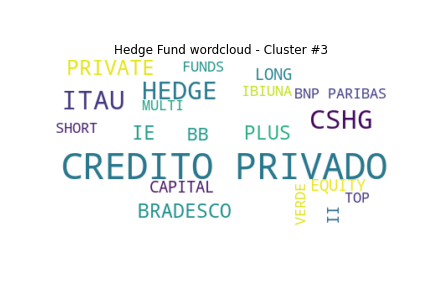 Hedge Fund wordcloud - Cluster #3
PRIVATE
FUNDS
LONG
ITAU
HEDGE
IBIUNA
BNP PARIBAS
MULTI
CSHG
SHORT
IE
BB
PLUS
CREDITO PRIVADO
CAPITAL
EQUITY
VERDE
II
TOP
BRADESCO